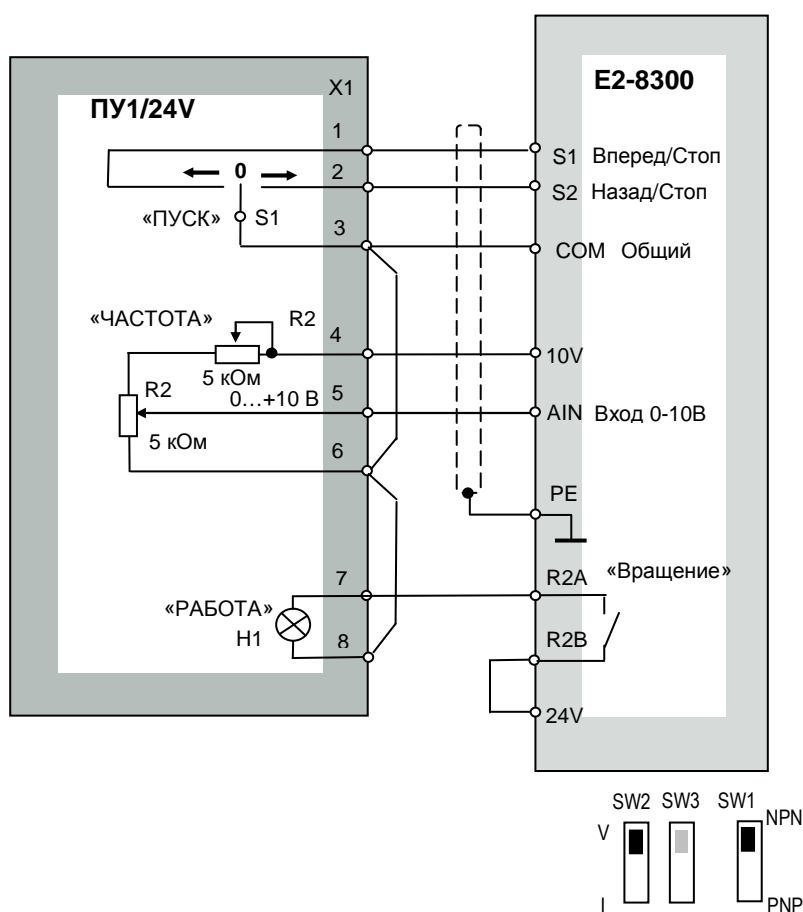 ПУ1/24V
X1
E2-8300
1
S1 Вперед/Стоп
0
2
S2 Назад/Стоп
«ПУСК» S1
3
COM Общий
«ЧАСТОТА» R2
4
10V
5 кОм
R2
0…+10 В
5
AIN Вход 0-10В
5 кОм
6
PE
7
R2A «Вращение»
«РАБОТА»
H1
8
R2B
24V
SW2 SW3 SW1
V
NPN
I
PNP